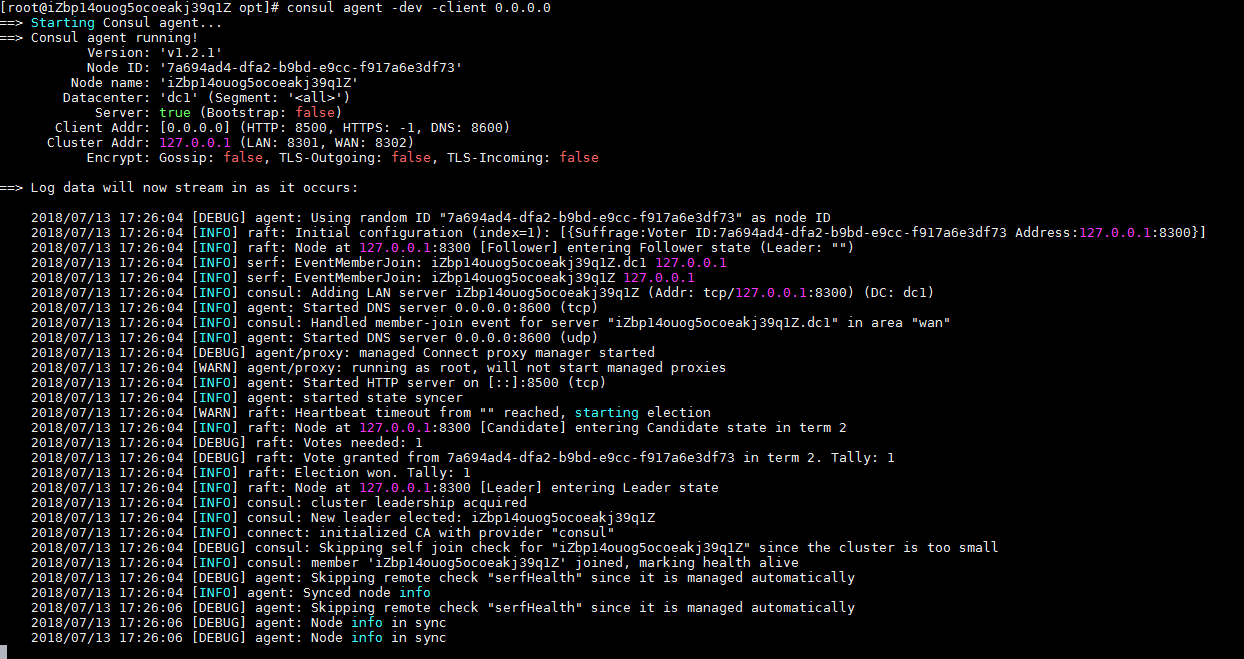 [root@iZbp14ouog5ocoeakj39q1Z opt]# consul agent -dev -client 0.0.0.0
==> Starting Consul agent...
==> Consul agent running!
Version: 'v1.2.1'
Node ID: '7a694ad4-dfa2-b9bd-e9cc-f917a6e3df73'
Node name: 'iZbp14ouog5ocoeakj39q1Z'
Datacenter: 'dc1' (Segment: '<all>')
Server: true (Bootstrap: false)
Client Addr: [0.0.0.0] (HTTP: 8500, HTTPS: -1, DNS: 8600)
Cluster Addr: 127.0.0.1 (LAN: 8301, WAN: 8302)
Encrypt: Gossip: false, TLS-Outgoing: false, TLS-Incoming: false
==> Log data will now stream in as it occurs:
2018/07/13 17:26:04 [DEBUG] agent: Using random ID "7a694ad4-dfa2-b9bd-e9cc-f917a6e3df73" as node ID
2018/07/13 17:26:04 [INFO] raft: Initial configuration (index=1): [{Suffrage:Voter ID:7a694ad4-dfa2-b9bd-e9cc-f917a6e3df73 Address:127.0.0.1:8300}]
2018/07/13 17:26:04 [INFO] raft: Node at 127.0.0.1:8300 [Follower] entering Follower state (Leader: "")
2018/07/13 17:26:04 [INFO] serf: EventMemberJoin: iZbp14ouog5ocoeakj39q1Z.dc1 127.0.0.1
2018/07/13 17:26:04 [INFO] serf: EventMemberJoin: iZbp14ouog5ocoeakj39q1Z 127.0.0.1
2018/07/13 17:26:04 [INFO] consul: Adding LAN server iZbp14ouog5ocoeakj39q1Z (Addr: tcp/127.0.0.1:8300) (DC: dc1)
2018/07/13 17:26:04 [INFO] agent: Started DNS server 0.0.0.0:8600 (tcp)
2018/07/13 17:26:04 [INFO] consul: Handled member-join event for server "iZbp14ouog5ocoeakj39q1Z.dc1" in area "wan"
2018/07/13 17:26:04 [INFO] agent: Started DNS server 0.0.0.0:8600 (udp)
2018/07/13 17:26:04 [DEBUG] agent/proxy: managed Connect proxy manager started
2018/07/13 17:26:04 [WARN] agent/proxy: running as root, will not start managed proxies
2018/07/13 17:26:04 [INFO] agent: Started HTTP server on [::]:8500 (tcp)
2018/07/13 17:26:04 [INFO] agent: started state syncer
2018/07/13 17:26:04 [WARN] raft: Heartbeat timeout from "" reached, starting election
2018/07/13 17:26:04 [INFO] raft: Node at 127.0.0.1:8300 [Candidate] entering Candidate state in term 2
2018/07/13 17:26:04 [DEBUG] raft: Votes needed: 1
2018/07/13 17:26:04 [DEBUG] raft: Vote granted from 7a694ad4-dfa2-b9bd-e9cc-f917a6e3df73 in term 2. Tally: 1
2018/07/13 17:26:04 [INFO] raft: Election won. Tally: 1
2018/07/13 17:26:04 [INFO] raft: Node at 127.0.0.1:8300 [Leader] entering Leader state
2018/07/13 17:26:04 [INFO] consul: cluster leadership acquired
2018/07/13 17:26:04 [INFO] consul: New leader elected: iZbp14ouog5ocoeakj39q1Z
2018/07/13 17:26:04 [INFO] connect: initialized CA with provider "consul"
2018/07/13 17:26:04 [DEBUG] consul: Skipping self join check for "iZbp14ouog5ocoeakj39q1Z" since the cluster is too small
2018/07/13 17:26:04 [INFO] consul: member 'iZbp14ouog5ocoeakj39q1Z' joined, marking health alive
2018/07/13 17:26:04 [DEBUG] agent: Skipping remote check "serfHealth" since it is managed automatically
2018/07/13 17:26:04 [INFO] agent: Synced node info
2018/07/13 17:26:06 [DEBUG] agent: Skipping remote check "serfHealth" since it is managed automatically
2018/07/13 17:26:06 [DEBUG] agent: Node info in sync
2018/07/13 17:26:06 [DEBUG] agent: Node info in sync